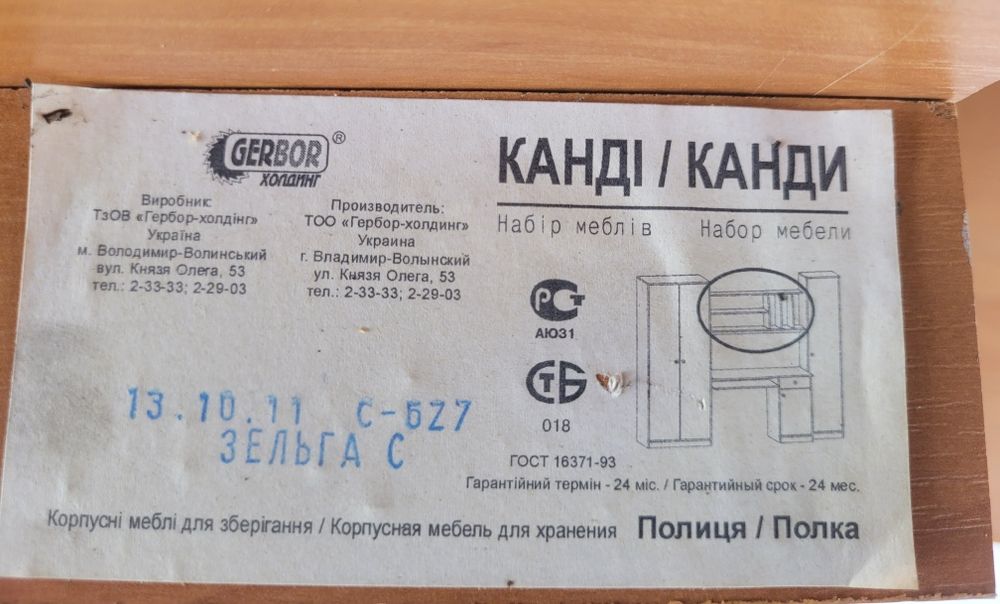 GERBOR®
холдинг
Виробник:
ТзОВ «Гербор-холдінг»
Україна
м. Володимир-Волинський
вул. Князя Олега, 53
тел.: 2-33-33; 2-29-03
Производитель:
ТОО «Гербор-холдинг»
Украина
г. Владимир-Волынский
ул. Князя Олега, 53
тел.: 2-33-33; 2-29-03
КАНДІ / КАНДИ
Набір меблів Набор мебели
РСТ
АЮ31
СТБ
018
ГОСТ 16371-93
Гарантійний термін - 24 міс. / Гарантийный срок - 24 мес.
13.10.11 С-627
ЗЕЛЬГА С
Корпусні меблі для зберігання / Корпусная мебель для хранения Полиця / Полка